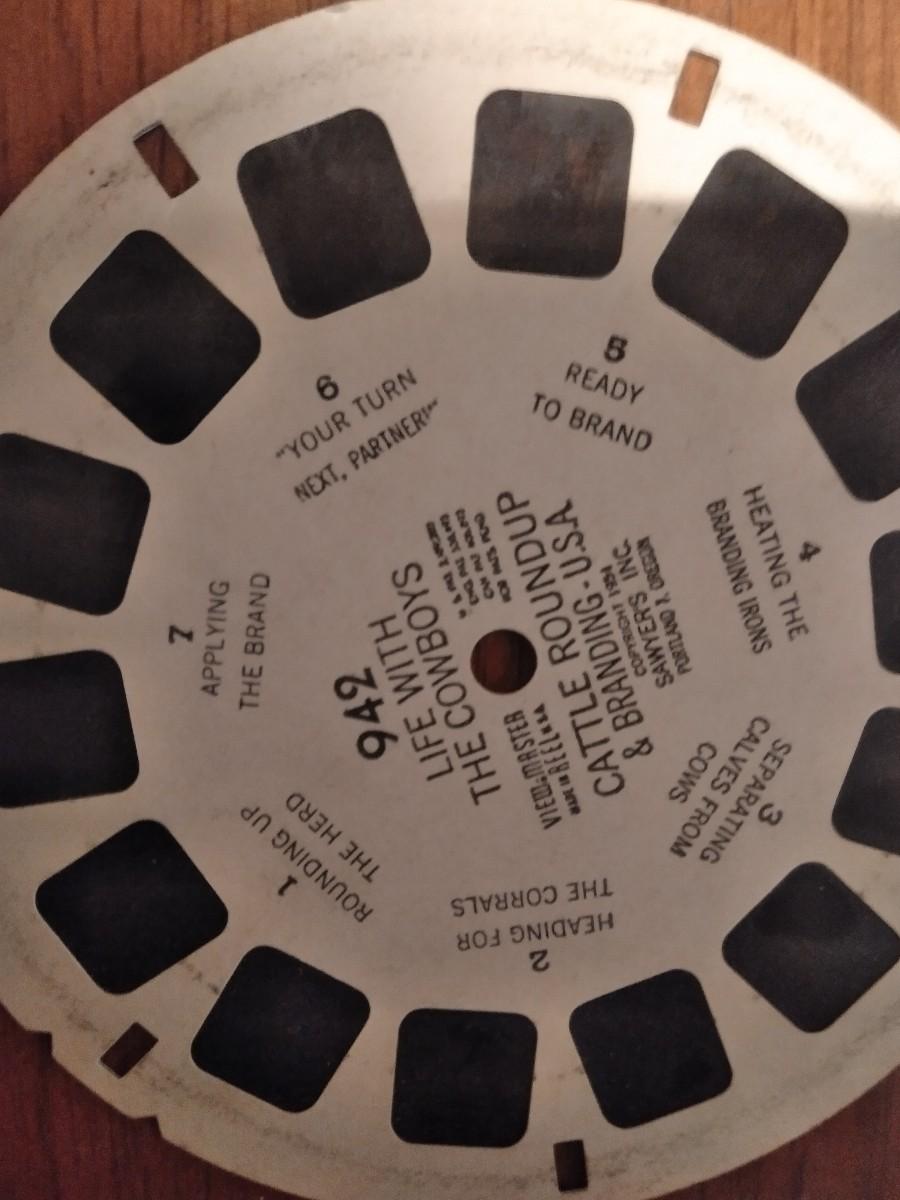 942
LIFE WITH
THE COWBOYS
VIEW-MASTER
MADE IN REEL U.S.A.
CATTLE ROUNDUP
& BRANDING - U.S.A.
COPYRIGHT 1954
SAWYER'S INC.
PORTLAND 7, OREGON
1
ROUNDING UP
THE HERD
2
HEADING FOR
THE CORRALS
3
SEPARATING
CALVES FROM
COWS
4
HEATING THE
BRANDING IRONS
5
READY
TO BRAND
6
"YOUR TURN
NEXT, PARTNER!"
7
APPLYING
THE BRAND